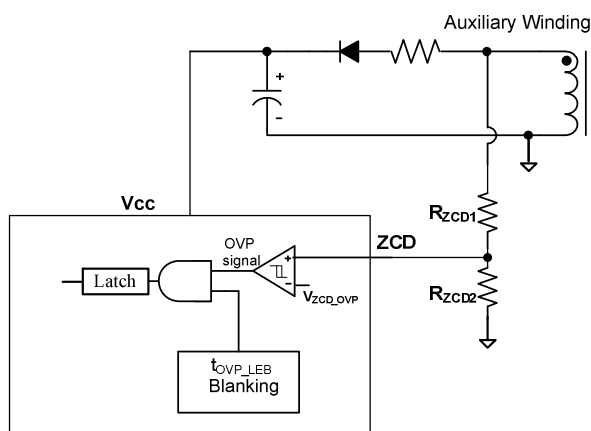 Auxiliary Winding
+
-
Vcc
RZCD1
OVP
signal
ZCD
+
-
VZCD_OVP
Latch
RZCD2
tOVP_LEB
Blanking